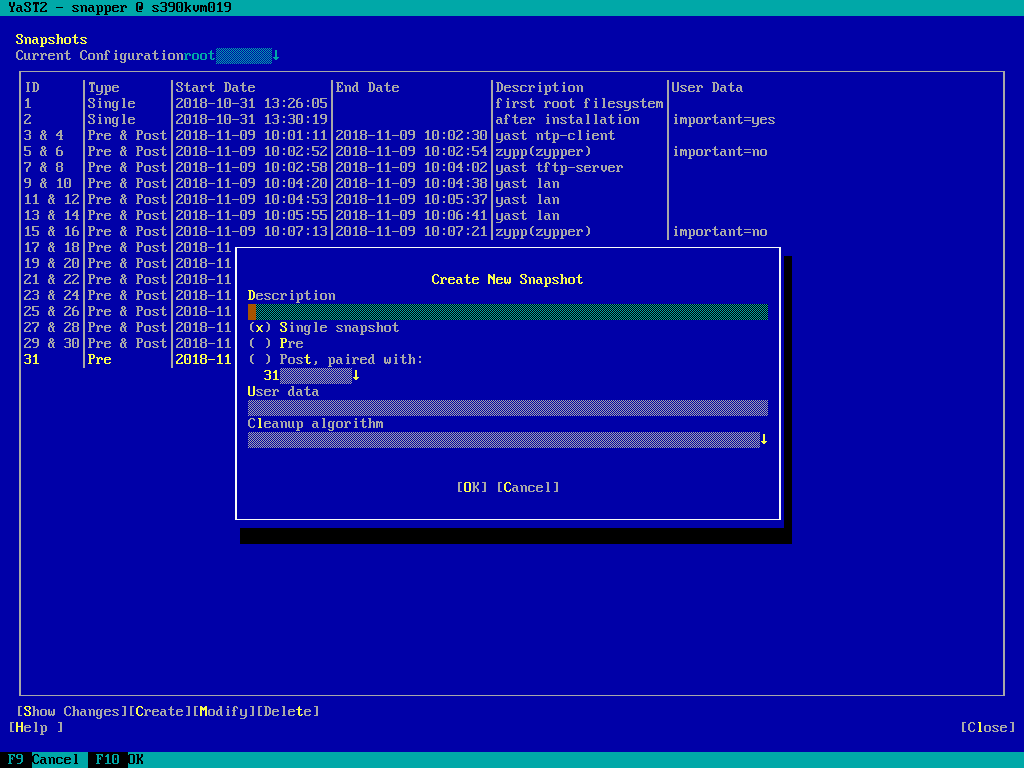 YaST2 - snapper @ s390kvm019
Snapshots
Current Configurationroot↓
ID Type Start Date End Date Description User Data
1 Single 2018-10-31 13:26:05 first root filesystem
2 Single 2018-10-31 13:30:19 after installation important=yes
3 & 4 Pre & Post 2018-11-09 10:01:11 2018-11-09 10:02:30 yast ntp-client
5 & 6 Pre & Post 2018-11-09 10:02:52 2018-11-09 10:02:54 zypp(zypper) important=no
7 & 8 Pre & Post 2018-11-09 10:02:58 2018-11-09 10:04:02 yast tftp-server
9 & 10 Pre & Post 2018-11-09 10:04:20 2018-11-09 10:04:38 yast lan
11 & 12 Pre & Post 2018-11-09 10:04:53 2018-11-09 10:05:37 yast lan
13 & 14 Pre & Post 2018-11-09 10:05:55 2018-11-09 10:06:41 yast lan
15 & 16 Pre & Post 2018-11-09 10:07:13 2018-11-09 10:07:21 zypp(zypper) important=no
17 & 18 Pre & Post 2018-11
19 & 20 Pre & Post 2018-11
21 & 22 Pre & Post 2018-11
23 & 24 Pre & Post 2018-11
25 & 26 Pre & Post 2018-11
27 & 28 Pre & Post 2018-11
29 & 30 Pre & Post 2018-11
31 Pre 2018-11
Create New Snapshot
Description
(x) Single snapshot
( ) Pre
( ) Post, paired with:
31↓
User data
Cleanup algorithm
↓
[OK] [Cancel]
[Show Changes][Create][Modify][Delete]
[Help ] [Close]
F9 Cancel F10 OK